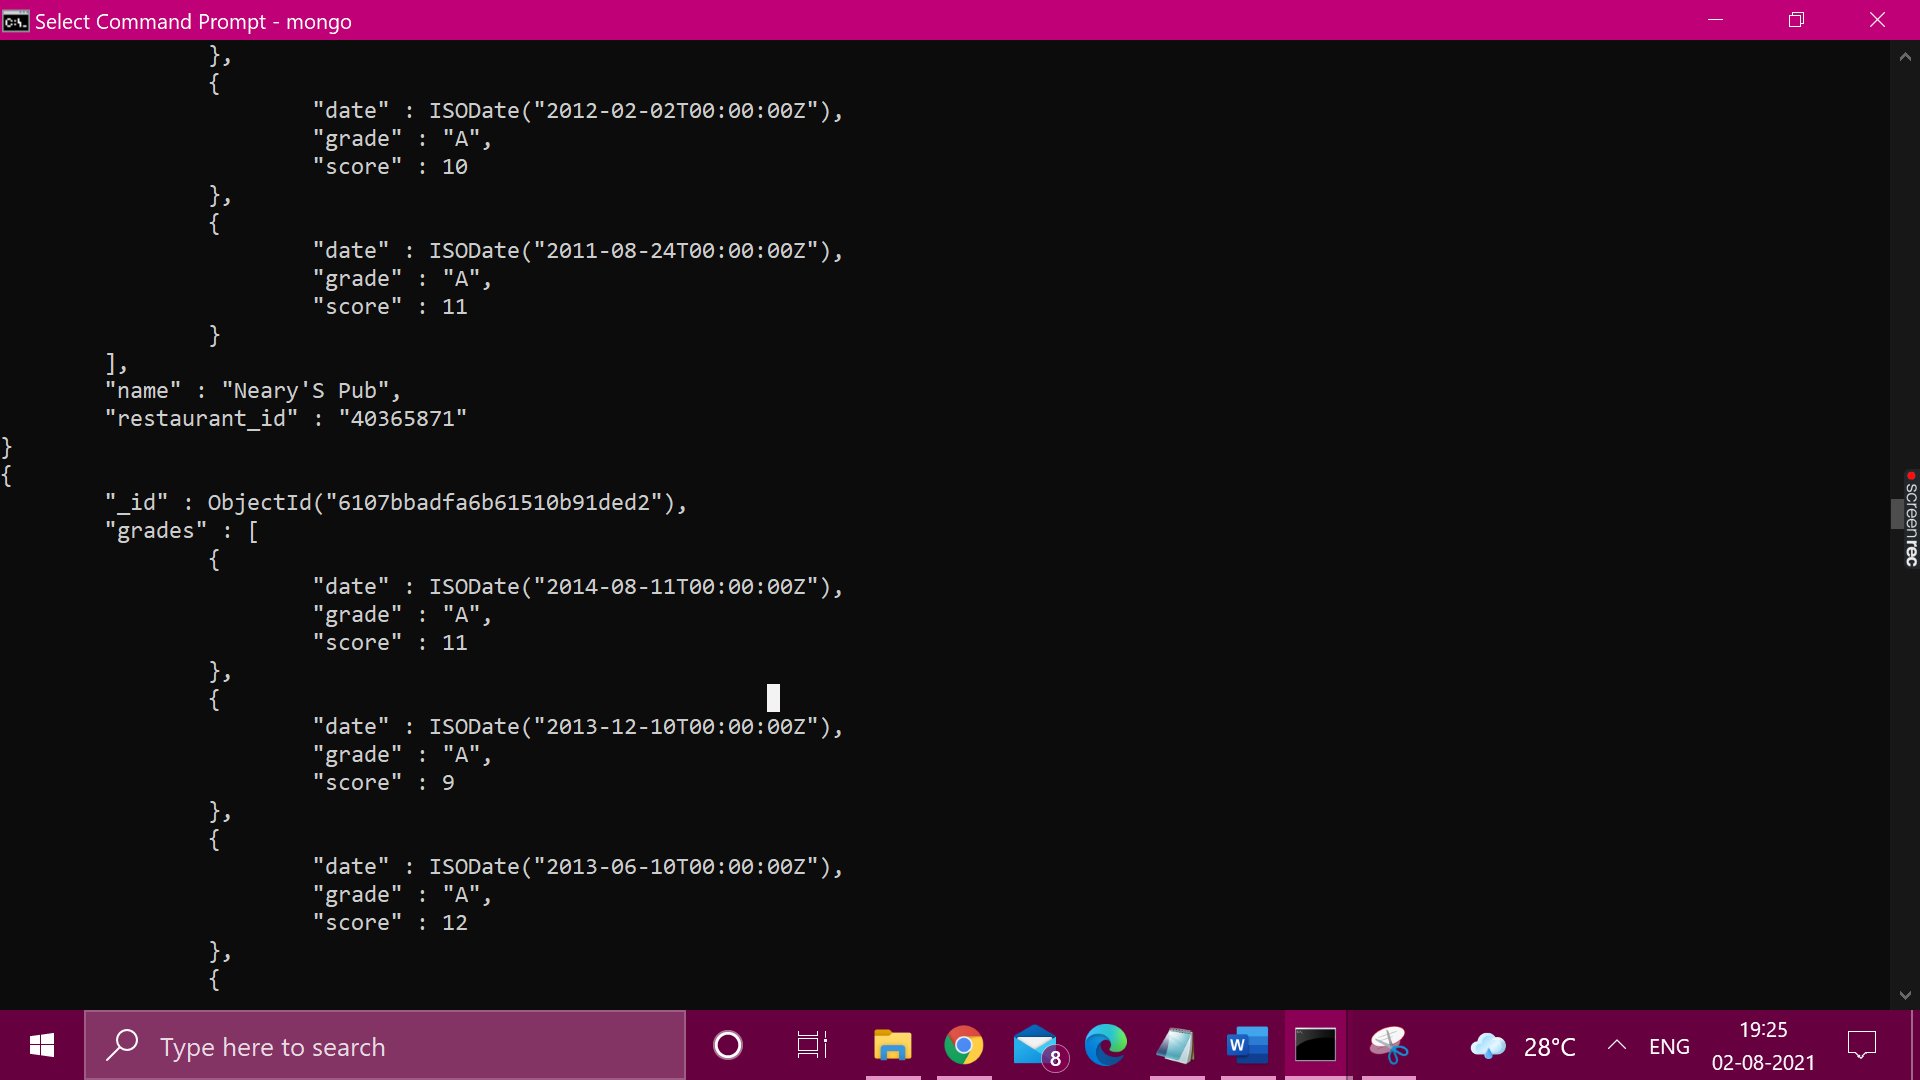 Select Command Prompt - mongo
},
{
"date" : ISODate("2012-02-02T00:00:00Z"),
"grade" : "A",
"score" : 10
},
{
"date" : ISODate("2011-08-24T00:00:00Z"),
"grade" : "A",
"score" : 11
}
],
"name" : "Neary'S Pub",
"restaurant_id" : "40365871"
}
{
"_id" : ObjectId("6107bbadfa6b61510b91ded2"),
"grades" : [
{
"date" : ISODate("2014-08-11T00:00:00Z"),
"grade" : "A",
"score" : 11
},
{
"date" : ISODate("2013-12-10T00:00:00Z"),
"grade" : "A",
"score" : 9
},
{
"date" : ISODate("2013-06-10T00:00:00Z"),
"grade" : "A",
"score" : 12
},
{
screenrec
Type here to search
8
W
28°C
ENG
19:25
02-08-2021